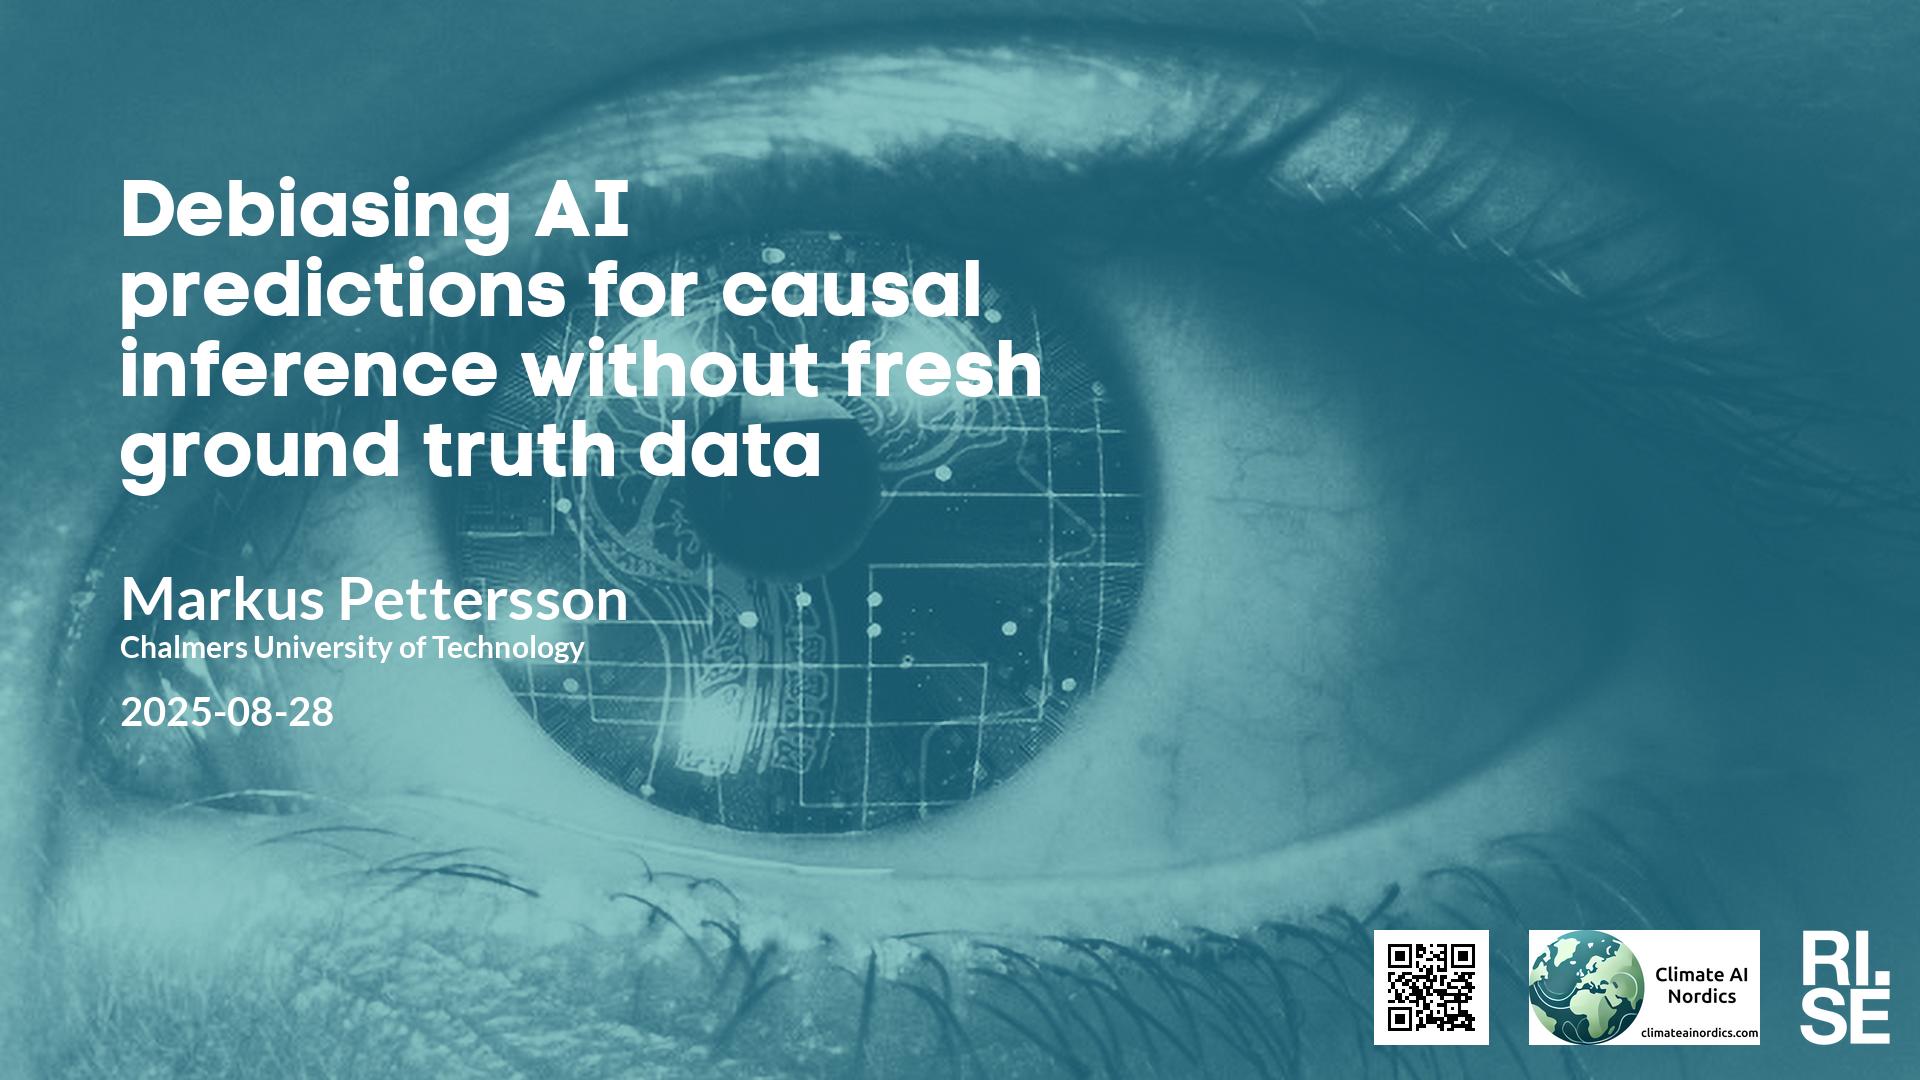 Debiasing AI
predictions for causal
inference without fresh
ground truth data
Markus Pettersson
Chalmers University of Technology
2025-08-28
Climate AI
Nordics
climateainordics.com
RI.
SE